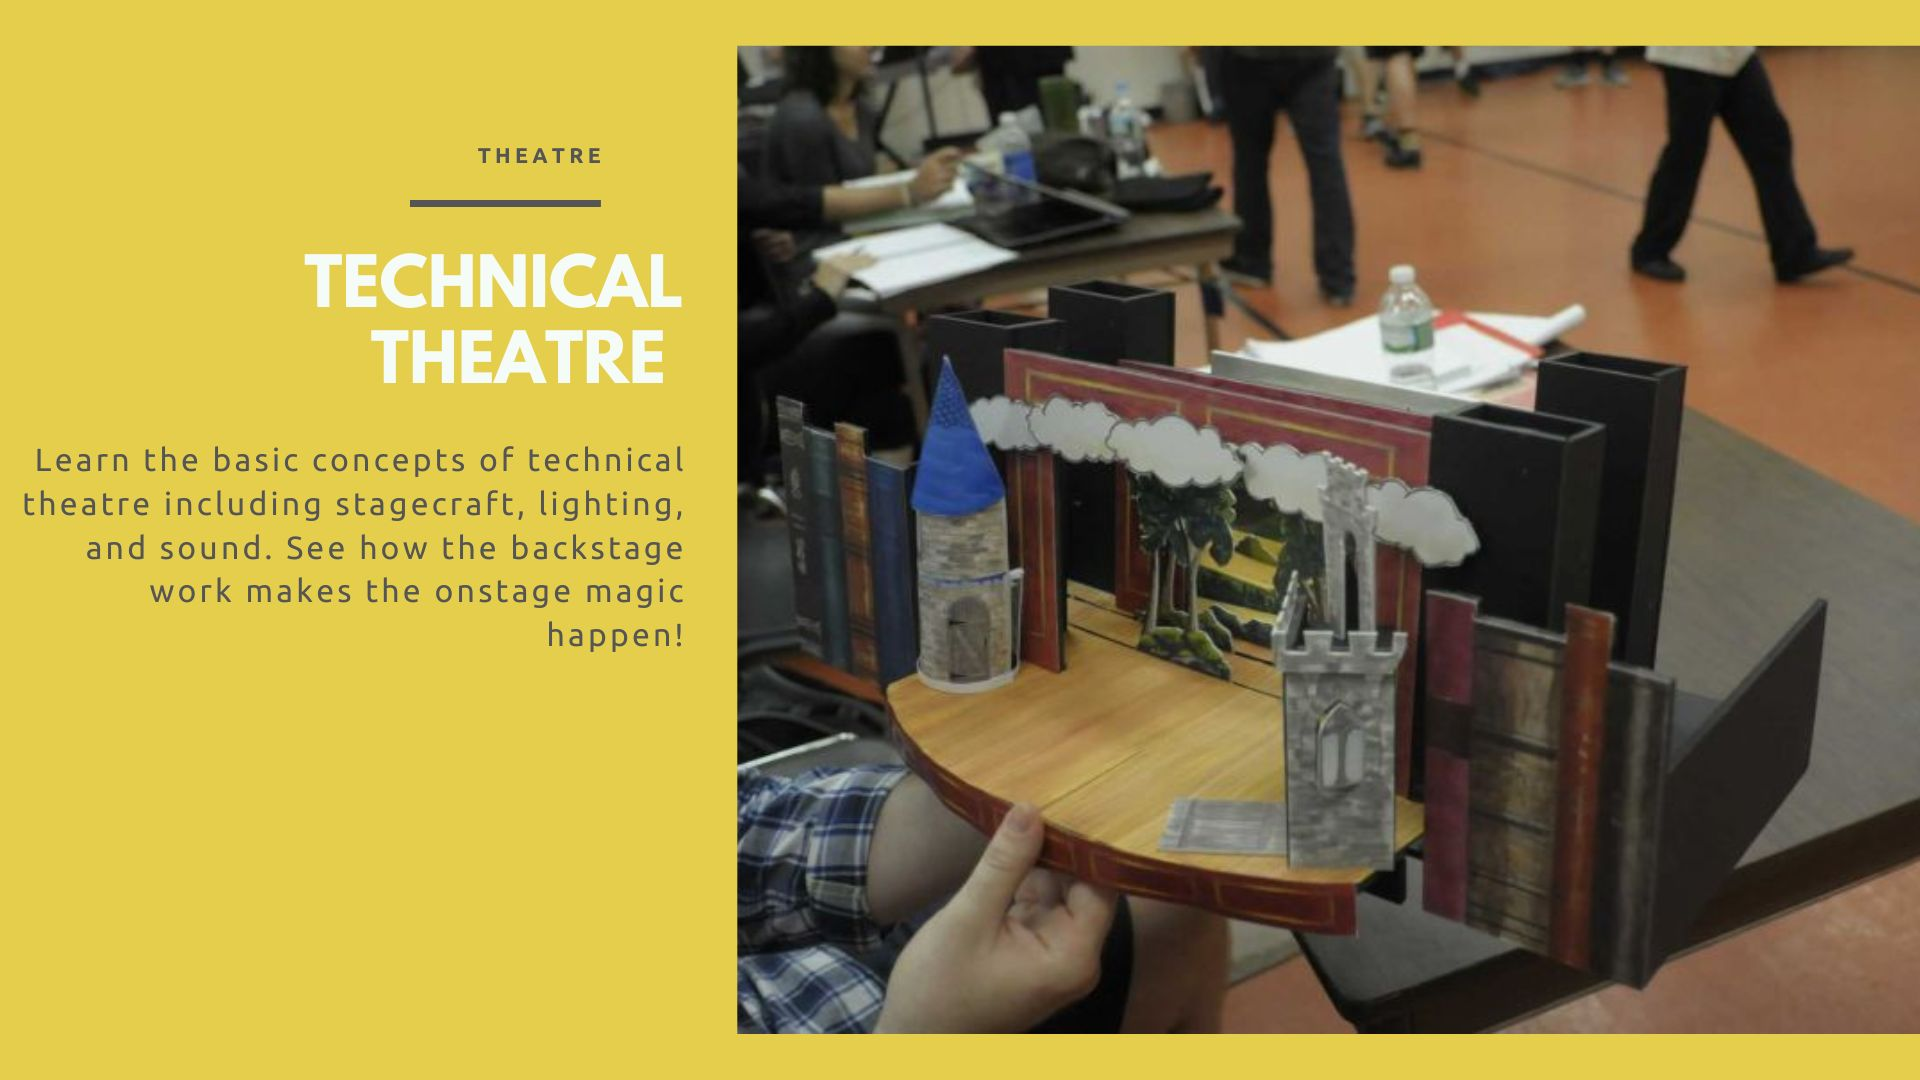 THEATRE
TECHNICAL
THEATRE
Learn the basic concepts of technical
theatre including stagecraft, lighting,
and sound. See how the backstage
work makes the onstage magic
happen!